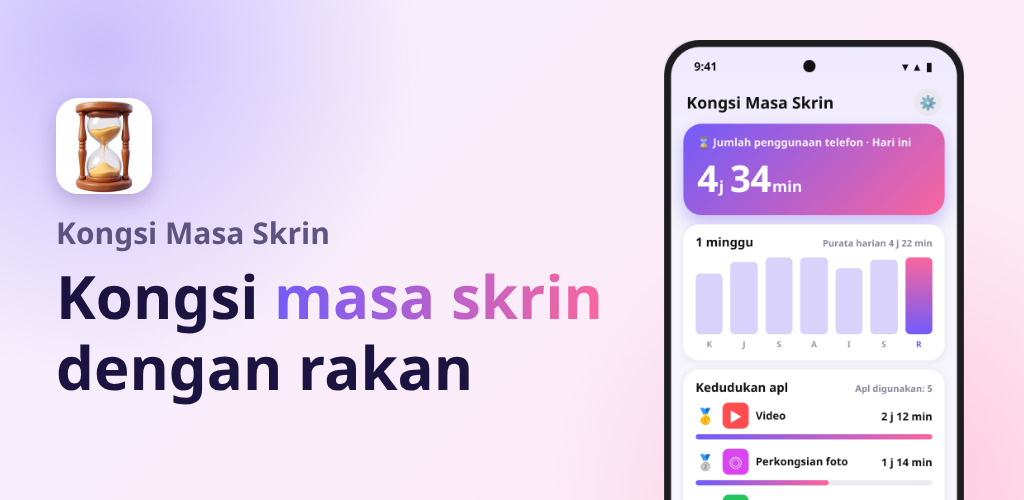 Kongsi Masa Skrin
Kongsi masa skrin
dengan rakan
9:41
Kongsi Masa Skrin
Jumlah penggunaan telefon · Hari ini
4j 34min
1 minggu
Purata harian 4 j 22 min
K J S A I S R
Kedudukan apl
Apl digunakan: 5
Video 2 j 12 min
Perkongsian foto 1 j 14 min